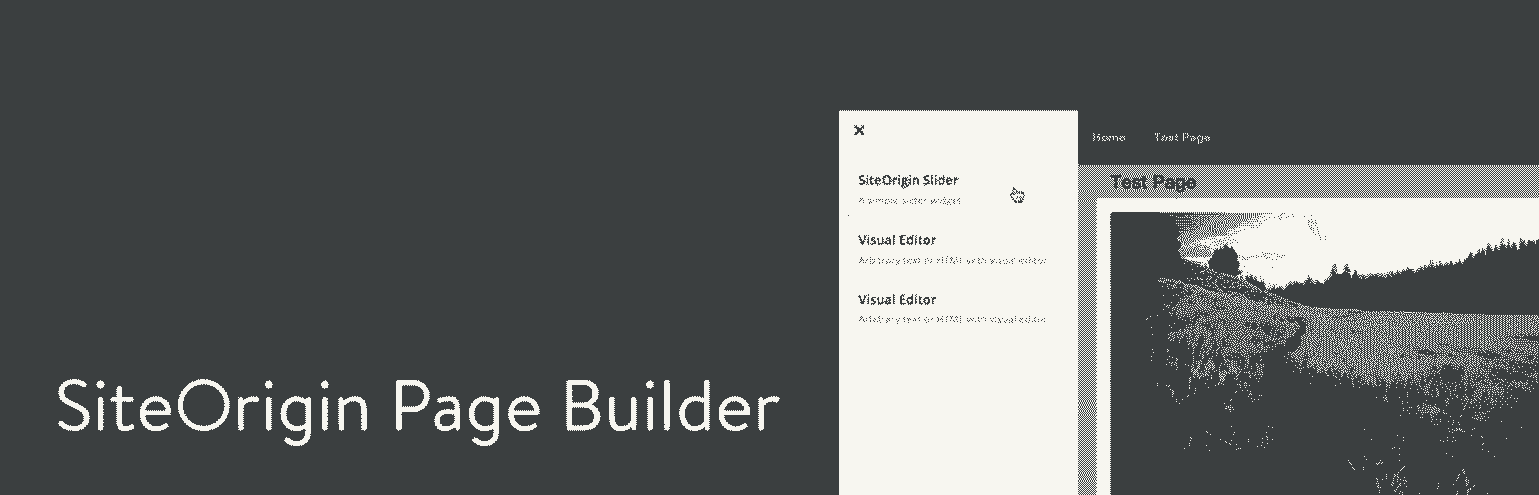 SiteOrigin Page Builder
×
SiteOrigin Slider
A simple slider widget
Visual Editor
Arbitrary text or HTML with visual editor
Visual Editor
Arbitrary text or HTML with visual editor
Home Test Page
Test Page